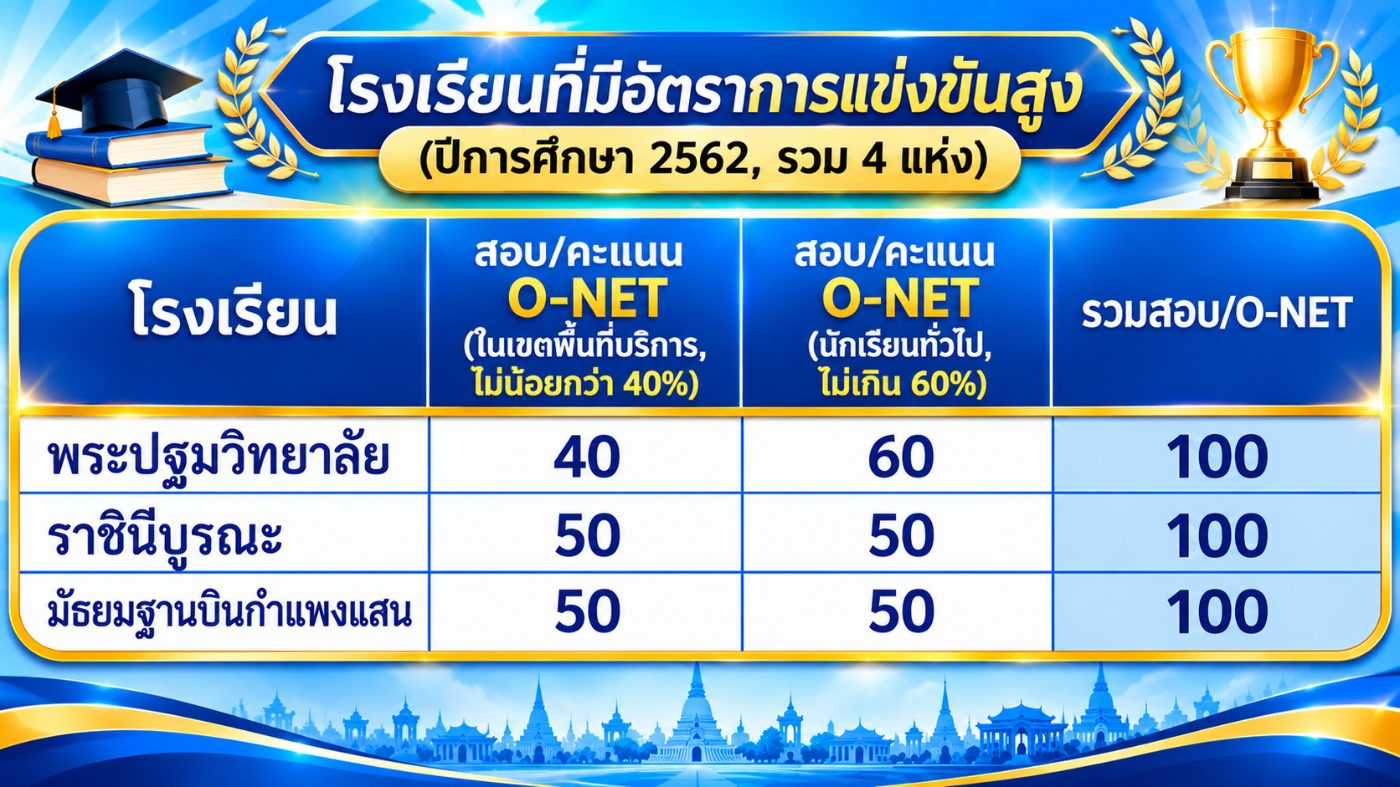 โรงเรียนที่มีอัตราการแข่งขันสูง
(ปีการศึกษา 2562, รวม 4 แห่ง)
โรงเรียน
สอบ/คะแนน
O-NET
(ในเขตพื้นที่บริการ,
ไม่น้อยกว่า 40%)
สอบ/คะแนน
O-NET
(นักเรียนทั่วไป,
ไม่เกิน 60%)
รวมสอบ/O-NET
พระปฐมวิทยาลัย 40 60 100
ราชินีบูรณะ 50 50 100
มัธยมฐานบินกำแพงแสน 50 50 100